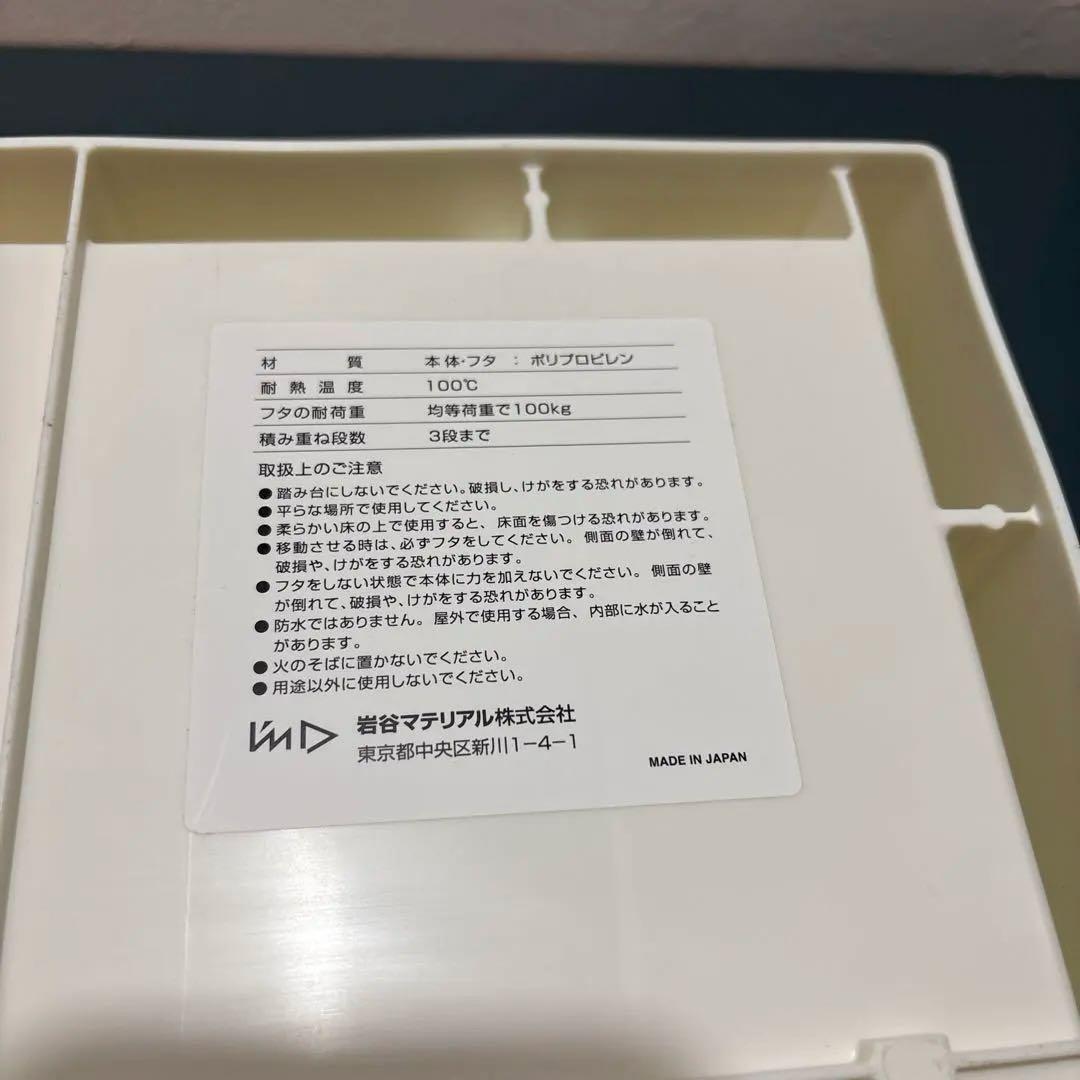 材 質 本体・フタ : ポリプロピレン
耐熱温度 100℃
フタの耐荷重 均等荷重で100kg
積み重ね段数 3段まで
取扱上のご注意
●踏み台にしないでください。破損し、けがをする恐れがあります。
●平らな場所で使用してください。
●柔らかい床の上で使用すると、床面を傷つける恐れがあります。
●移動させる時は、必ずフタをしてください。側面の壁が倒れて、
破損や、けがをする恐れがあります。
●フタをしない状態で本体に力を加えないでください。側面の壁
が倒れて、破損や、けがをする恐れがあります。
●防水ではありません。屋外で使用する場合、内部に水が入ること
があります。
●火のそばに置かないでください。
●用途以外に使用しないでください。
岩谷マテリアル株式会社
東京都中央区新川1-4-1
MADE IN JAPAN